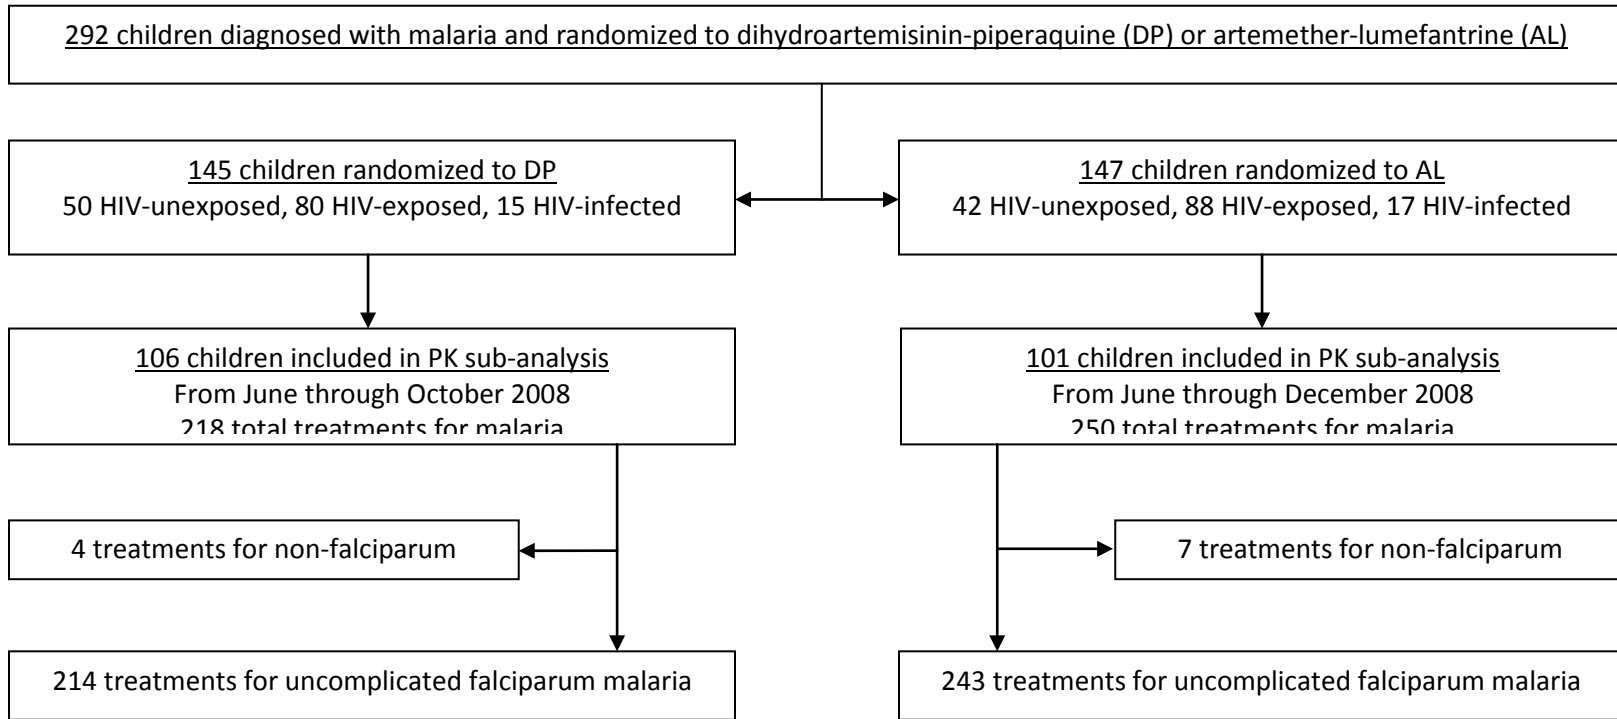 292 children diagnosed with malaria and randomized to dihydroartemisinin-piperaquine (DP) or artemether-lumefantrine (AL)
145 children randomized to DP
50 HIV-unexposed, 80 HIV-exposed, 15 HIV-infected
147 children randomized to AL
42 HIV-unexposed, 88 HIV-exposed, 17 HIV-infected
106 children included in PK sub-analysis
From June through October 2008
218 total treatments for malaria
101 children included in PK sub-analysis
From June through December 2008
250 total treatments for malaria
4 treatments for non-falciparum
7 treatments for non-falciparum
214 treatments for uncomplicated falciparum malaria
243 treatments for uncomplicated falciparum malaria